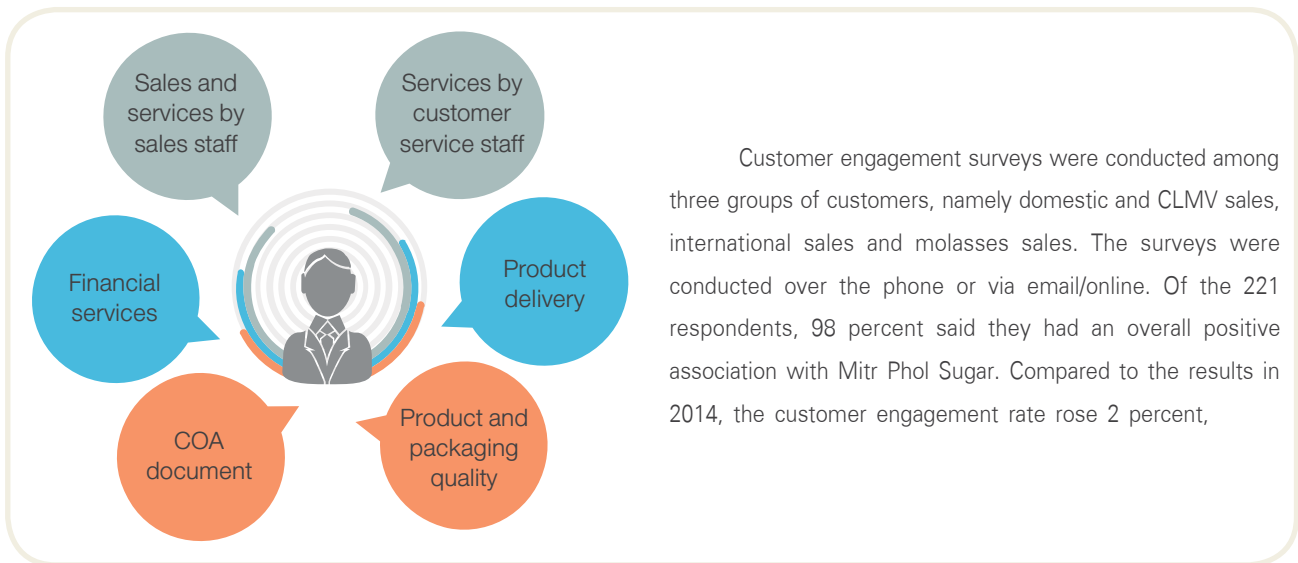 Sales and
services by
sales staff
Services by
customer
service staff
Financial
services
Product
delivery
COA
document
Product and
packaging
quality
Customer engagement surveys were conducted among
three groups of customers, namely domestic and CLMV sales,
international sales and molasses sales. The surveys were
conducted over the phone or via email/online. Of the 221
respondents, 98 percent said they had an overall positive
association with Mitr Phol Sugar. Compared to the results in
2014, the customer engagement rate rose 2 percent,